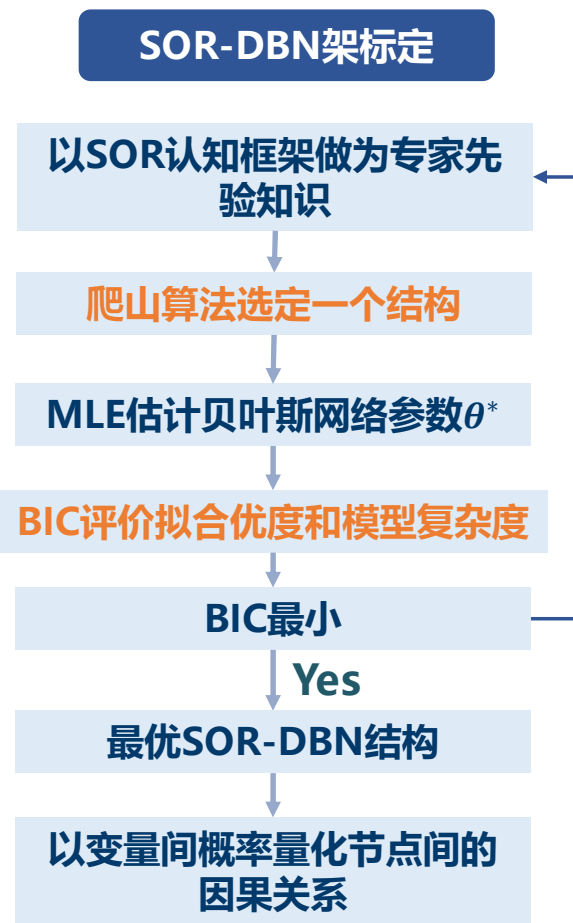 SOR-DBN架标定
以SOR认知框架做为专家先
验知识
爬山算法选定一个结构
MLE估计贝叶斯网络参数θ*
BIC评价拟合优度和模型复杂度
BIC最小
Yes
最优SOR-DBN结构
以变量间概率量化节点间的
因果关系